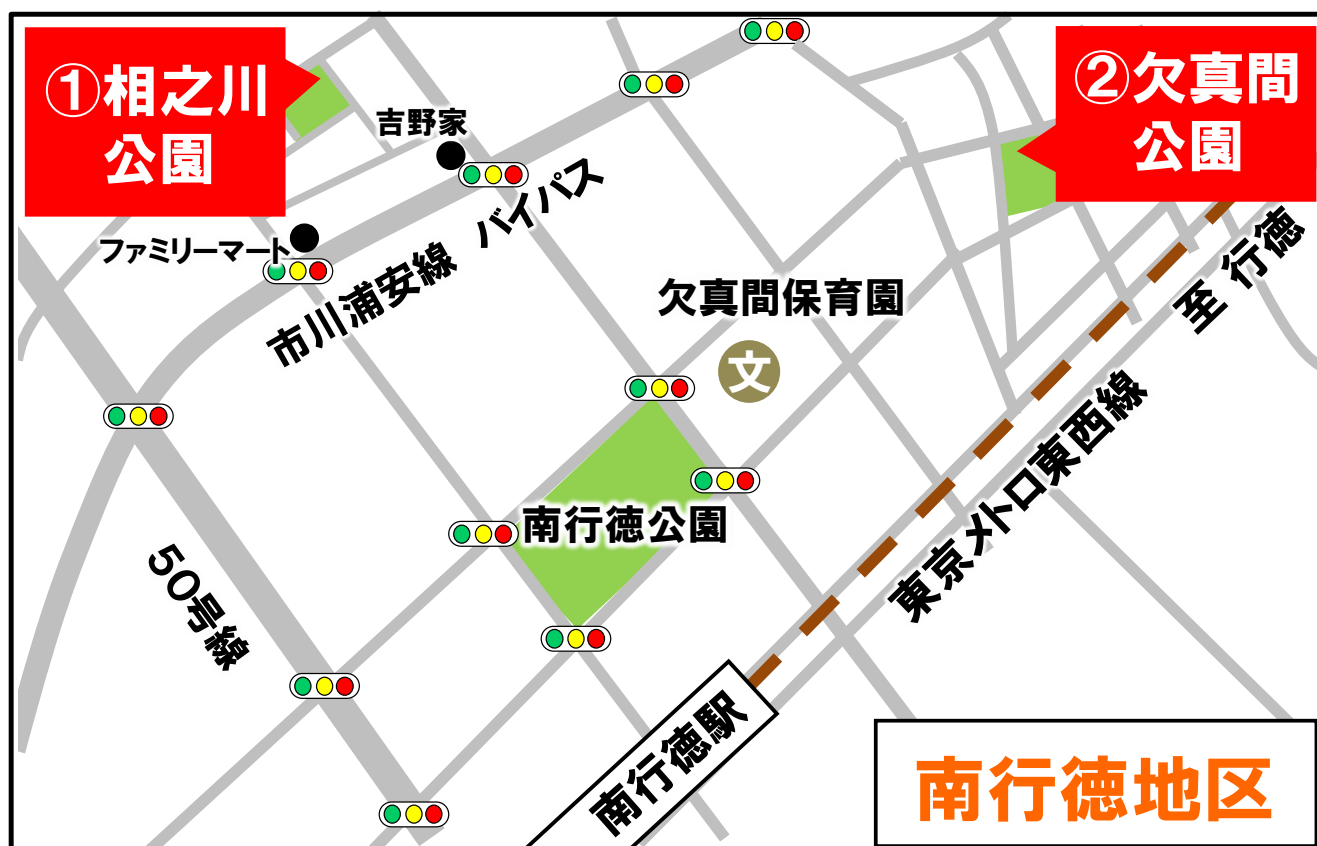 ①相之川
公園
②欠真間
公園
吉野家
ファミリーマート
市川浦安線 バイパス
至 行徳
欠真間保育園
文
東京メトロ東西線
南行徳公園
50号線
南行徳駅
南行徳地区